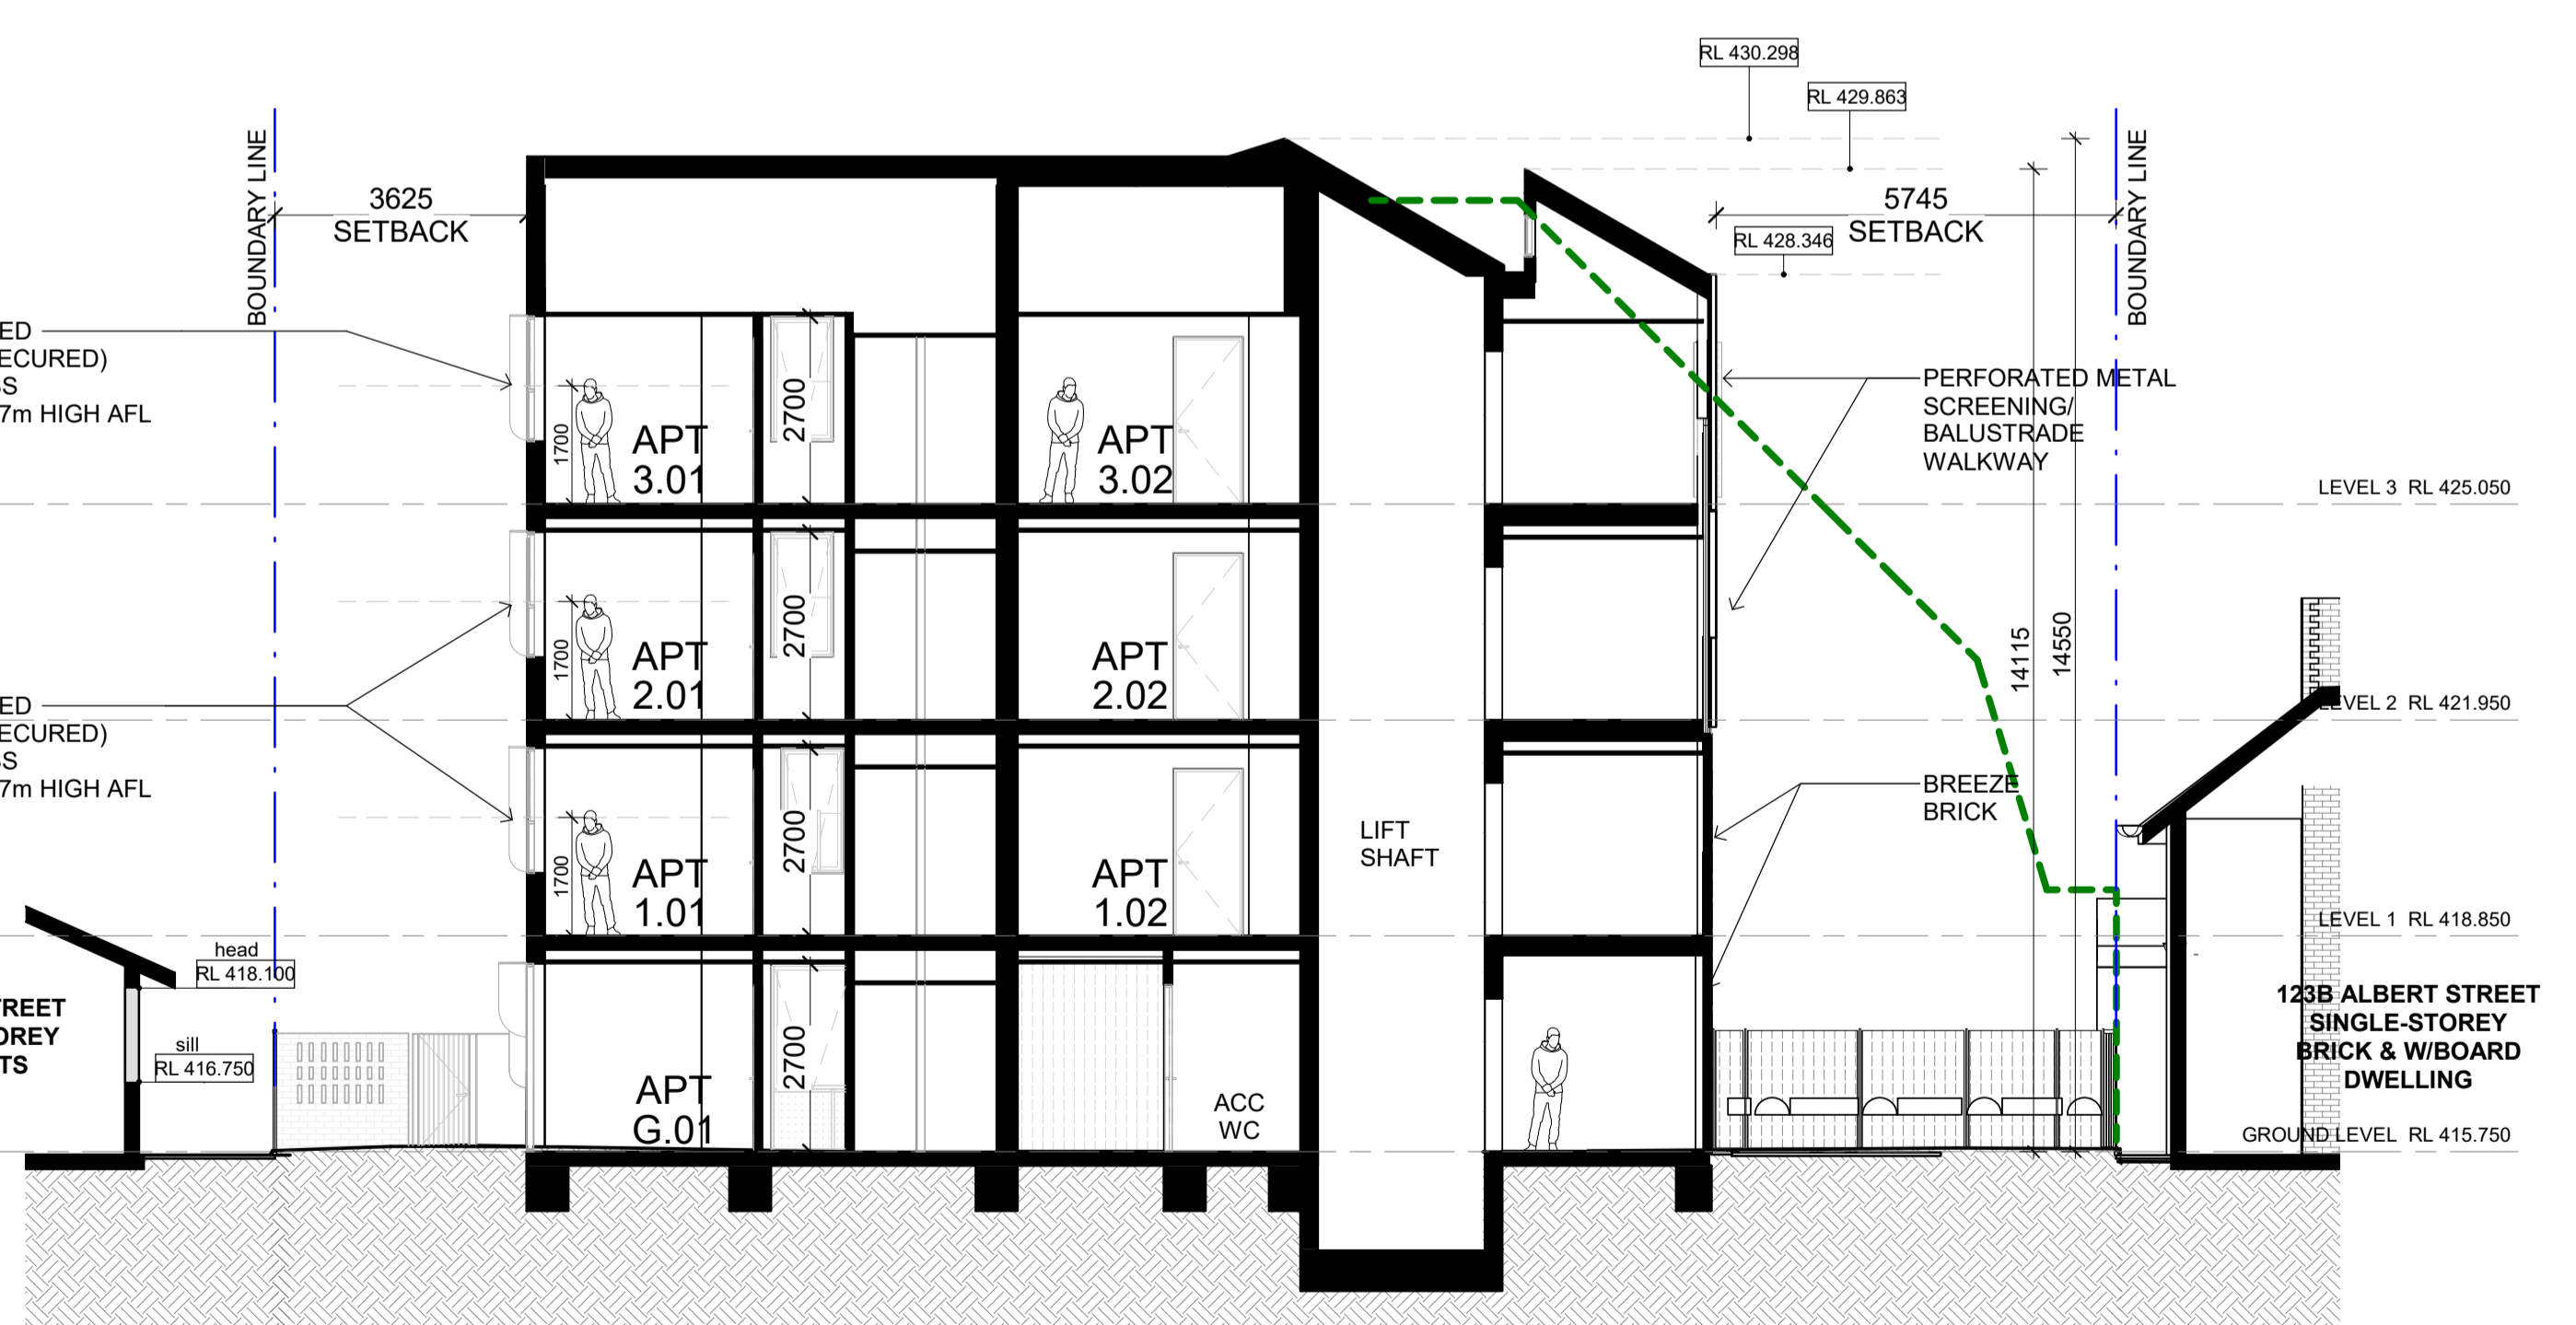 RL 430.298
RL 429.863
BOUNDARY LINE
3625
SETBACK
5745
SETBACK
BOUNDARY LINE
RL 428.346
ED
ECURED)
SS
7m HIGH AFL
1700
APT
3.01
2700
APT
3.02
PERFORATED METAL
SCREENING/
BALUSTRADE
WALKWAY
LEVEL 3 RL 425.050
1700
APT
2.01
2700
APT
2.02
14115
14550
LEVEL 2 RL 421.950
ED
ECURED)
SS
7m HIGH AFL
1700
APT
1.01
2700
APT
1.02
LIFT
SHAFT
BREEZE
BRICK
LEVEL 1 RL 418.850
head
RL 418.100
sill
RL 416.750
TREET
OREY
TS
APT
G.01
2700
ACC
WC
123B ALBERT STREET
SINGLE-STOREY
BRICK & W/BOARD
DWELLING
GROUND LEVEL RL 415.750